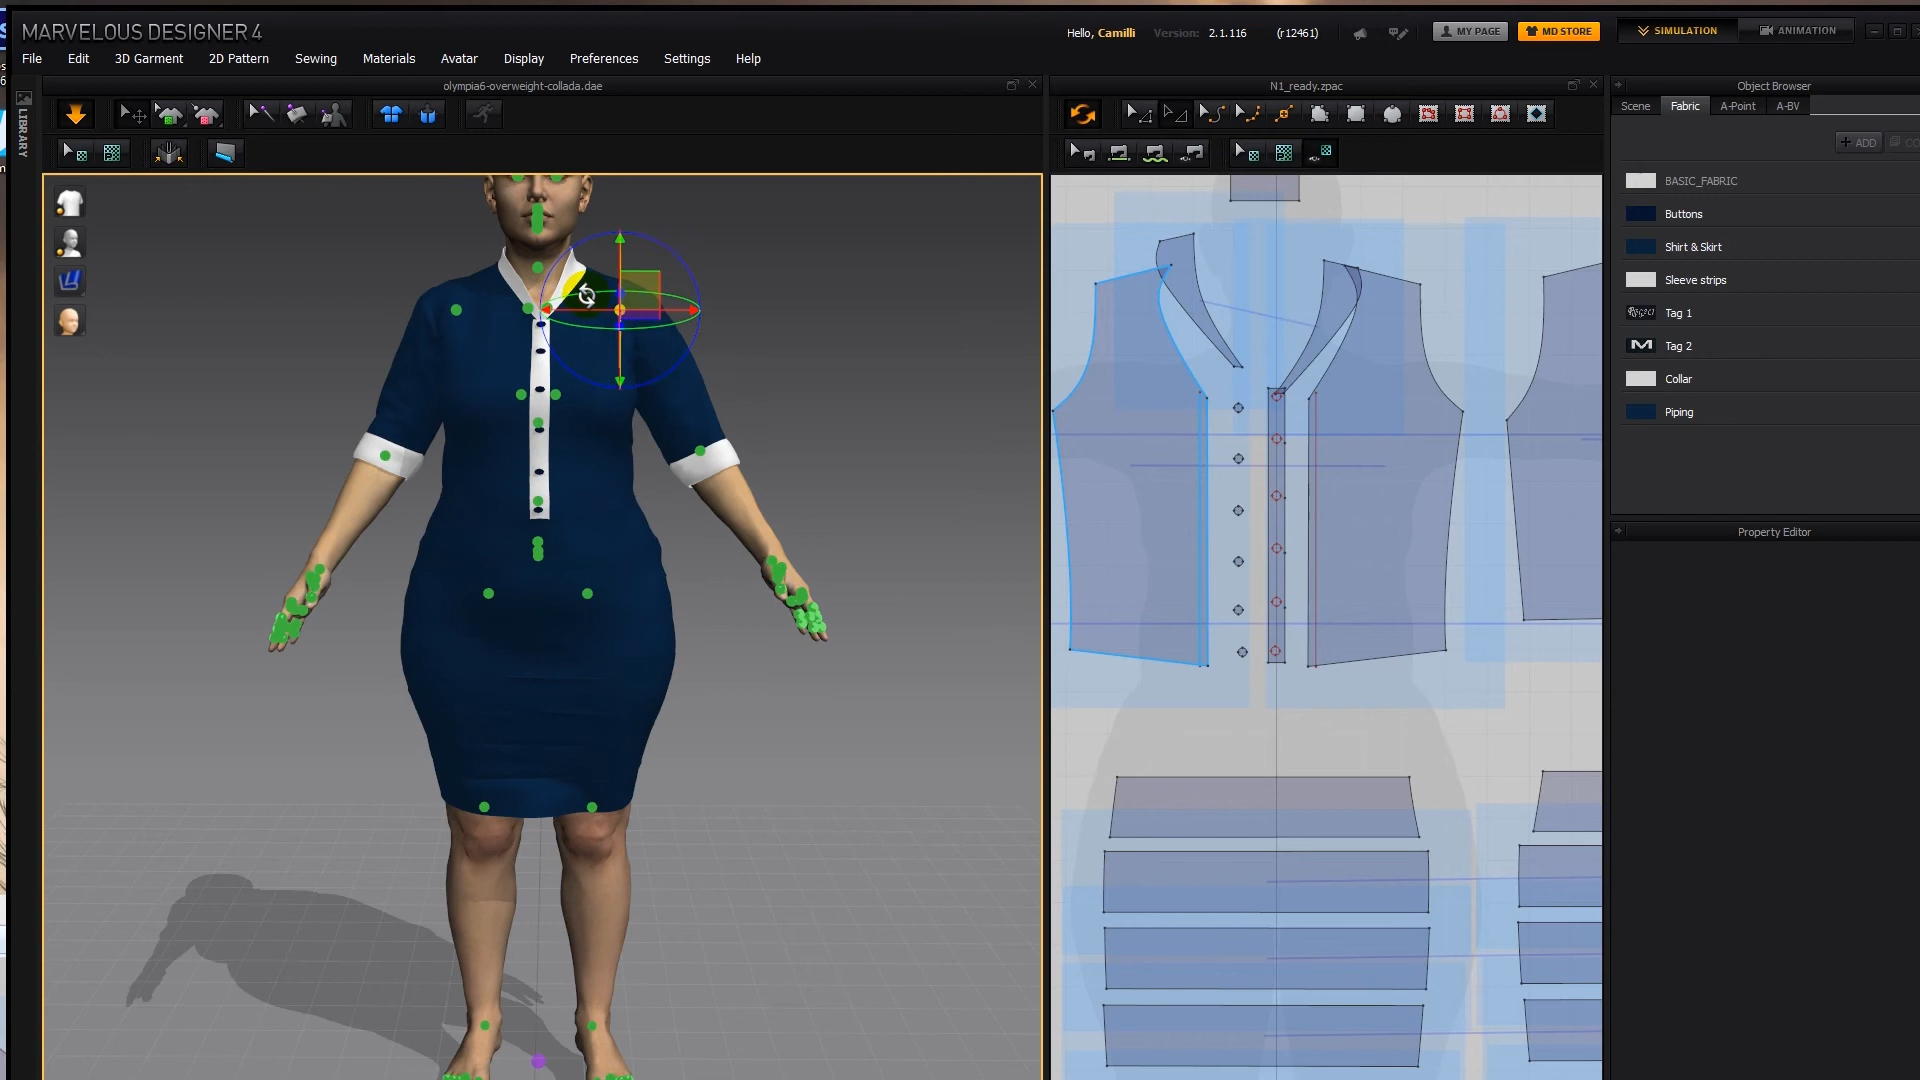 MARVELOUS DESIGNER 4
Hello, Camilli Version: 2.1.116 (r12461) MY PAGE MD STORE SIMULATION ANIMATION
File Edit 3D Garment 2D Pattern Sewing Materials Avatar Display Preferences Settings Help
LIBRARY
olympia6-overweight-collada.dae
N1_ready.zpac
Object Browser
Scene Fabric A-Point A-BV
+ ADD
BASIC_FABRIC
Buttons
Shirt & Skirt
Sleeve strips
Tag 1
Tag 2
Collar
Piping
Property Editor